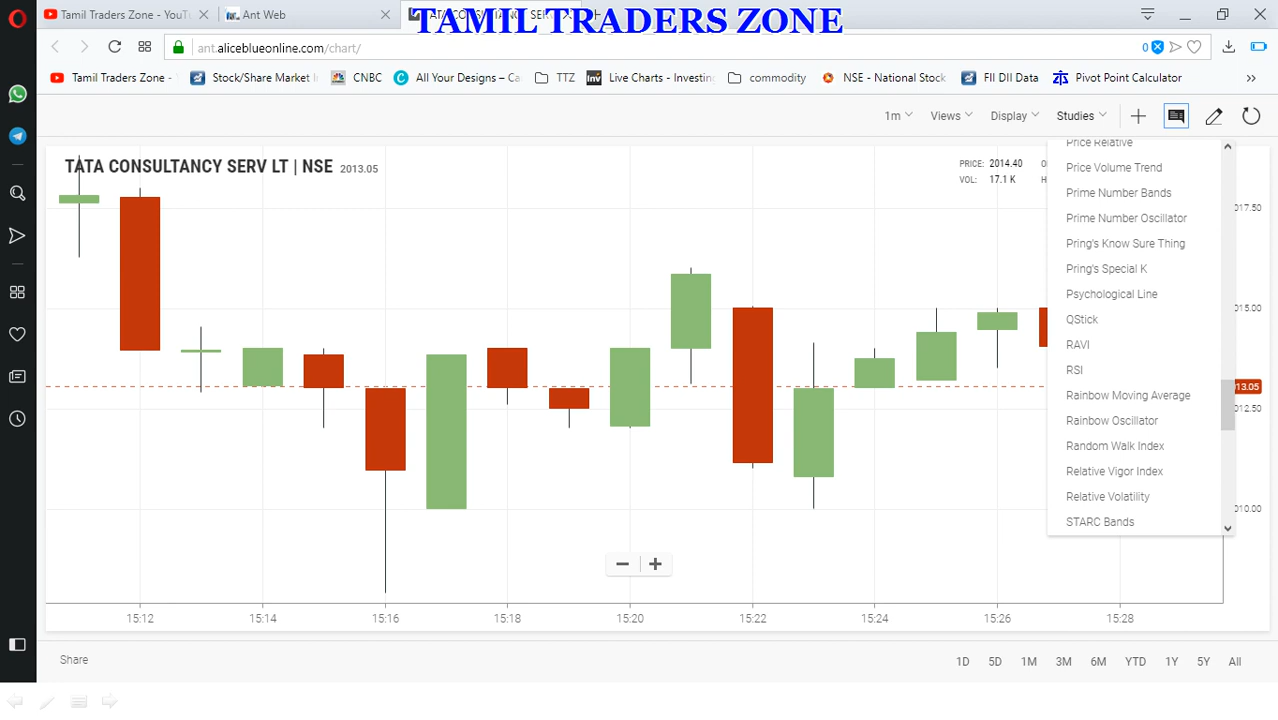 TAMIL TRADERS ZONE
Tamil Traders Zone - YouTu
Ant Web
TATA CONSULTANCY SERV
ant.aliceblueonline.com/chart/
0
Tamil Traders Zone -
Stock/Share Market
CNBC
All Your Designs – Ca
TTZ
Live Charts - Investing
commodity
NSE - National Stock
FII DII Data
Pivot Point Calculator
1m
Views
Display
Studies
TATA CONSULTANCY SERV LT | NSE 2013.05
PRICE: 2014.40
VOL: 17.1 K
Price Relative
Price Volume Trend
Prime Number Bands
Prime Number Oscillator
Pring's Know Sure Thing
Pring's Special K
Psychological Line
QStick
RAVI
RSI
Rainbow Moving Average
Rainbow Oscillator
Random Walk Index
Relative Vigor Index
Relative Volatility
STARC Bands
017.50
015.00
13.05
012.50
010.00
15:12
15:14
15:16
15:18
15:20
15:22
15:24
15:26
15:28
Share
1D
5D
1M
3M
6M
YTD
1Y
5Y
All